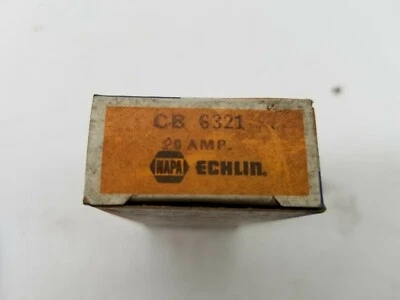 CB 6321
20 AMP.
NAPA ECHLIN.